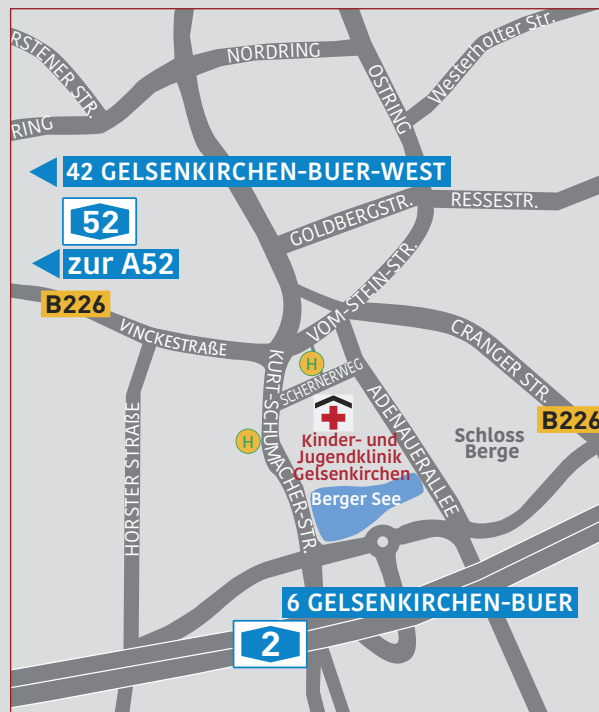 RSTENER STR.
NORDRING
Westerholter Str.
OSTRING
RING
42 GELSENKIRCHEN-BUER-WEST
RESSESTR.
52
GOLDBERGSTR.
zur A52
VOM-STEIN-STR.
B226
VINCKESTRASSE
CRANGER STR.
H
KURT-SCHUMACHER-STR.
SCHERNERWEG
ADENAUERALLEE
HORSTER STRAẞE
H
B226
Kinder- und
Jugendklinik
Gelsenkirchen
Schloss
Berge
Berger See
6 GELSENKIRCHEN-BUER
2